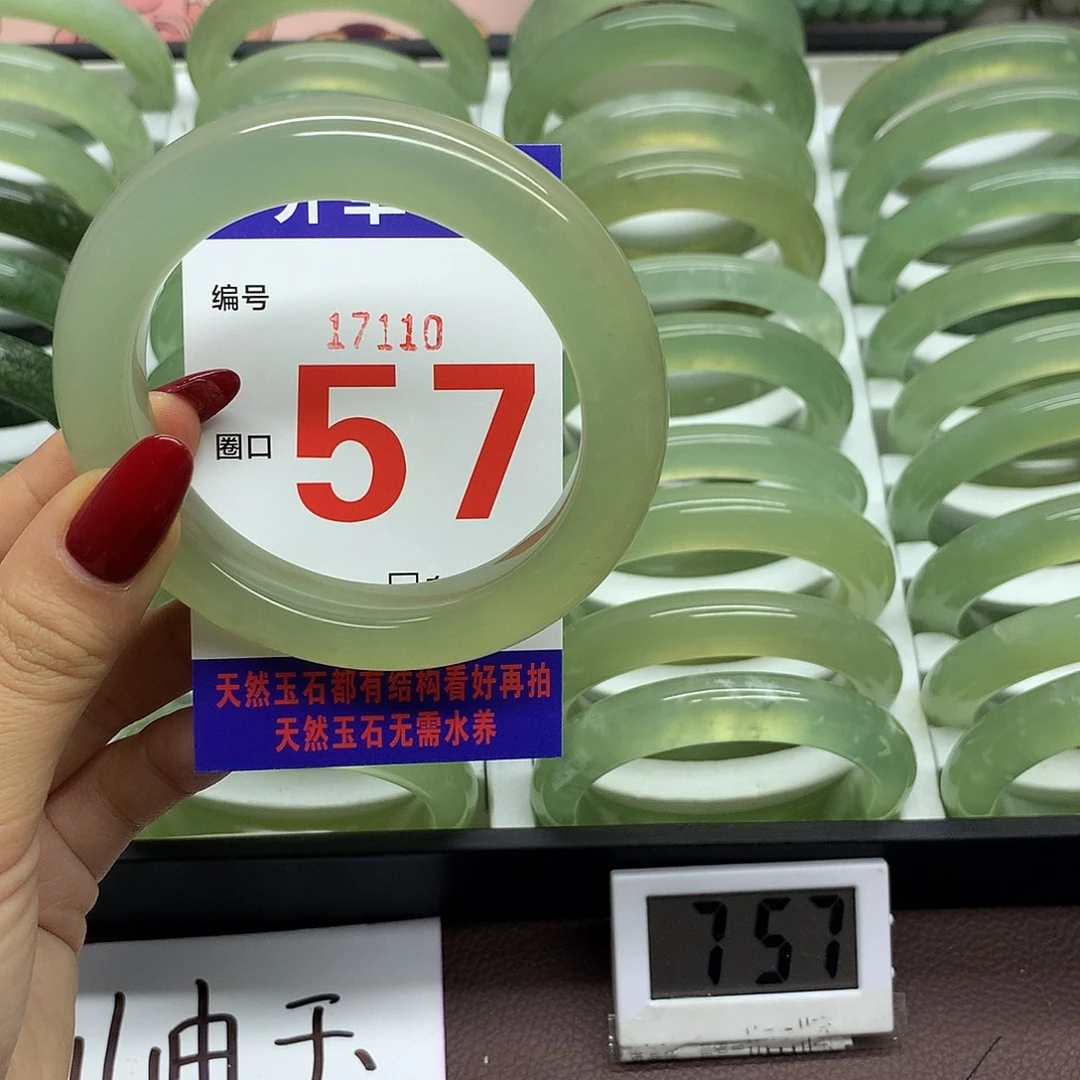 编号
17110
圈口
57
天然玉石都有结构看好再拍
天然玉石无需水养
757